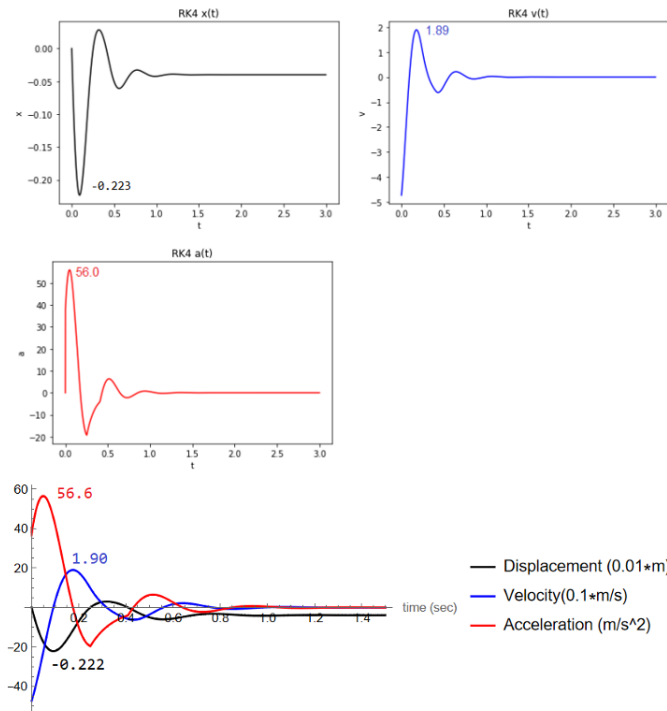 RK4 x(t)
0.00
-0.05
-0.10
-0.15
-0.20
x
-0.223
0.0 0.5 1.0 1.5 2.0 2.5 3.0
t
RK4 v(t)
2
1
0
-1
-2
-3
-4
-5
v
1.89
0.0 0.5 1.0 1.5 2.0 2.5 3.0
t
RK4 a(t)
50
40
30
20
10
0
-10
-20
a
56.0
0.0 0.5 1.0 1.5 2.0 2.5 3.0
t
60
40
20
-20
-40
56.6
1.90
-0.222
0.2 0.4 0.6 0.8 1.0 1.2 1.4
time (sec)
Displacement (0.01*m)
Velocity(0.1*m/s)
Acceleration (m/s^2)